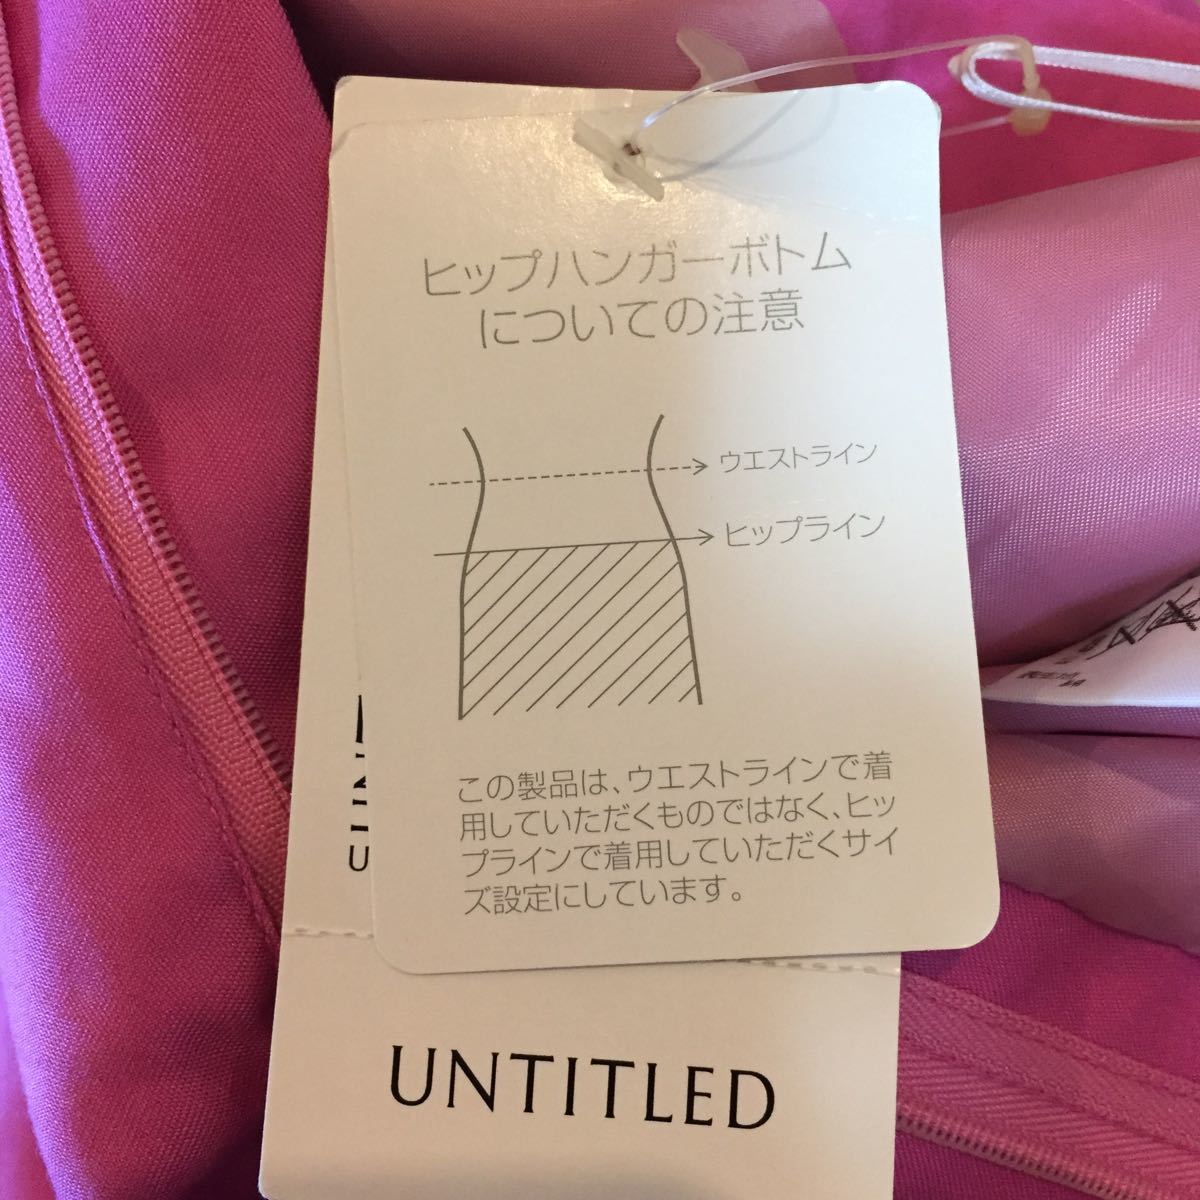 ヒップハンガーボトム
についての注意
ウエストライン
ヒップライン
この製品は、ウエストラインで着
用していただくものではなく、ヒッ
プラインで着用していただくサイ
ズ設定にしています。
UNTITLED